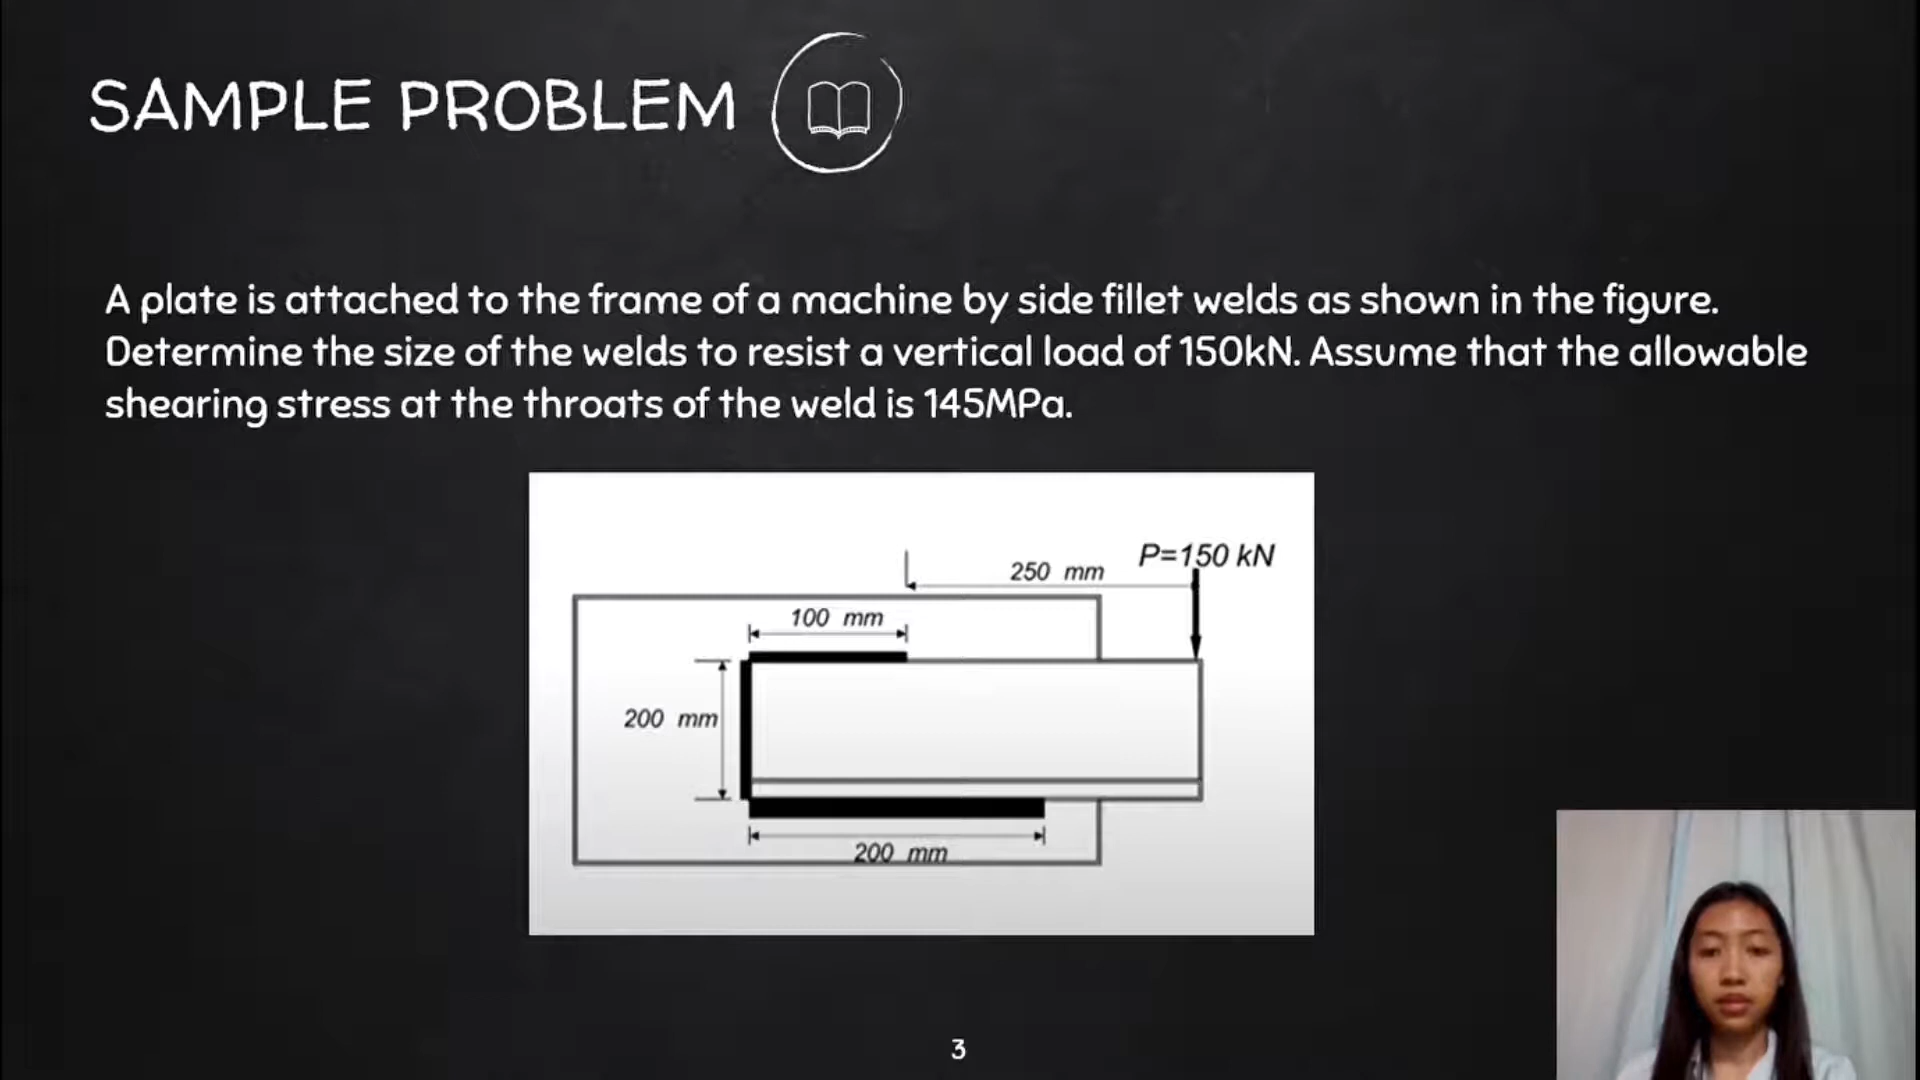 SAMPLE PROBLEM
A plate is attached to the frame of a machine by side fillet welds as shown in the figure.
Determine the size of the welds to resist a vertical load of 150kN. Assume that the allowable
shearing stress at the throats of the weld is 145MPa.
P=150 kN
250 mm
100 mm
200 mm
200 mm
3